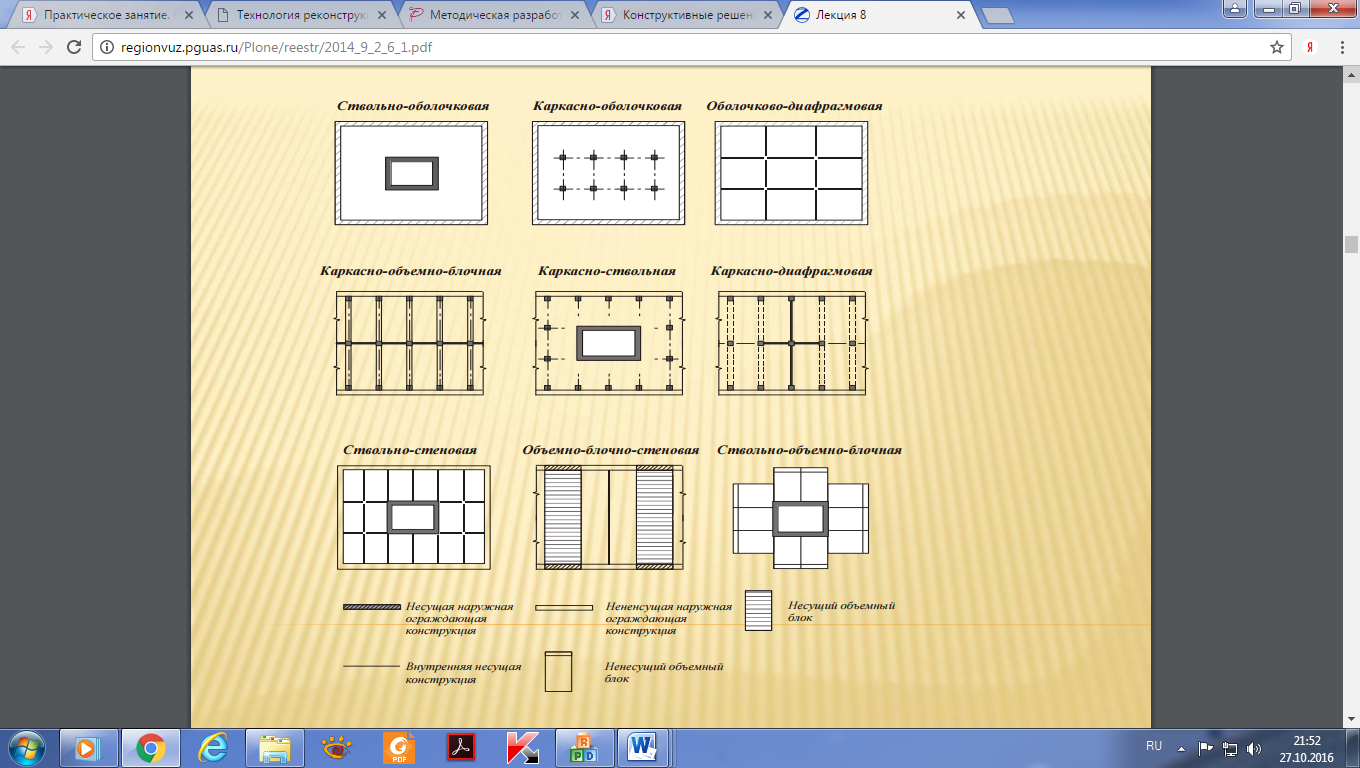 Практическое занятие.
Технология реконструк
Методическая разработ
Конструктивные решен
Лекция 8
regionvuz.pguas.ru/Plone/reestr/2014_9_2_6_1.pdf
Ствольно-оболочковая
Каркасно-оболочковая
Оболочково-диафрагмовая
Каркасно-объемно-блочная
Каркасно-ствольная
Каркасно-диафрагмовая
Ствольно-стеновая
Объемно-блочно-стеновая
Ствольно-объемно-блочная
Несущая наружная
ограждающая
конструкция
Нененсущая наружная
ограждающая
конструкция
Несущий объемный
блок
Внутренняя несущая
конструкция
Ненесущий объемный
блок
RU
21:52
27.10.2016